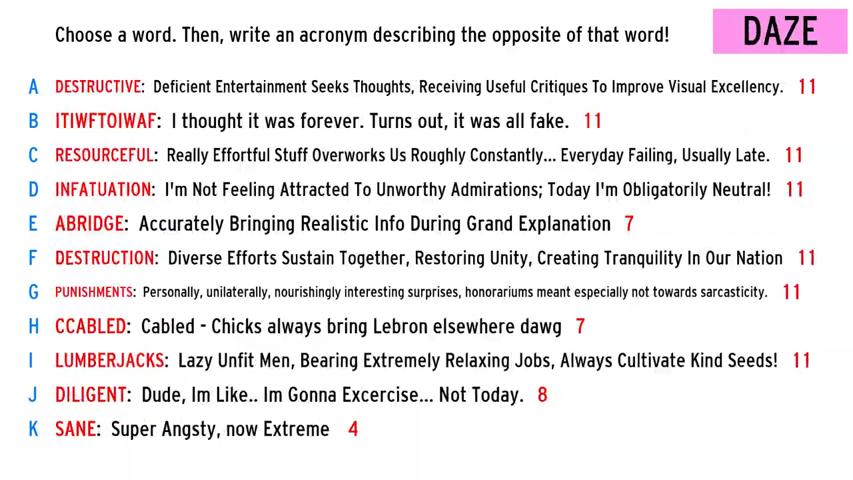 Choose a word. Then, write an acronym describing the opposite of that word!
DAZE
A DESTRUCTIVE: Deficient Entertainment Seeks Thoughts, Receiving Useful Critiques To Improve Visual Excellency. 11
B ITIWFTOIWAF: I thought it was forever. Turns out, it was all fake. 11
C RESOURCEFUL: Really Effortful Stuff Overworks Us Roughly Constantly... Everyday Failing, Usually Late. 11
D INFATUATION: I'm Not Feeling Attracted To Unworthy Admirations; Today I'm Obligatorily Neutral! 11
E ABRIDGE: Accurately Bringing Realistic Info During Grand Explanation 7
F DESTRUCTION: Diverse Efforts Sustain Together, Restoring Unity, Creating Tranquility In Our Nation 11
G PUNISHMENTS: Personally, unilaterally, nourishingly interesting surprises, honorariums meant especially not towards sarcasticity. 11
H CCABLED: Cabled - Chicks always bring Lebron elsewhere dawg 7
I LUMBERJACKS: Lazy Unfit Men, Bearing Extremely Relaxing Jobs, Always Cultivate Kind Seeds! 11
J DILIGENT: Dude, Im Like.. Im Gonna Excercise... Not Today. 8
K SANE: Super Angsty, now Extreme 4